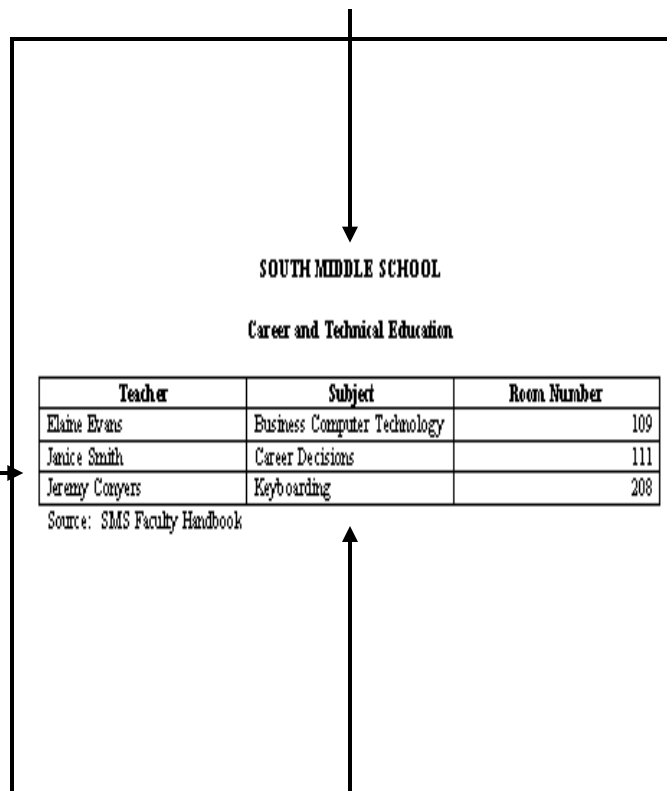 SOUTH MIDDLE SCHOOL
Career and Technical Education
Teacher Subject Room Number
Elaine Evans Business Computer Technology 109
Janice Smith Career Decisions 111
Jeremy Conyers Keyboarding 208
Source: SMS Faculty Handbook